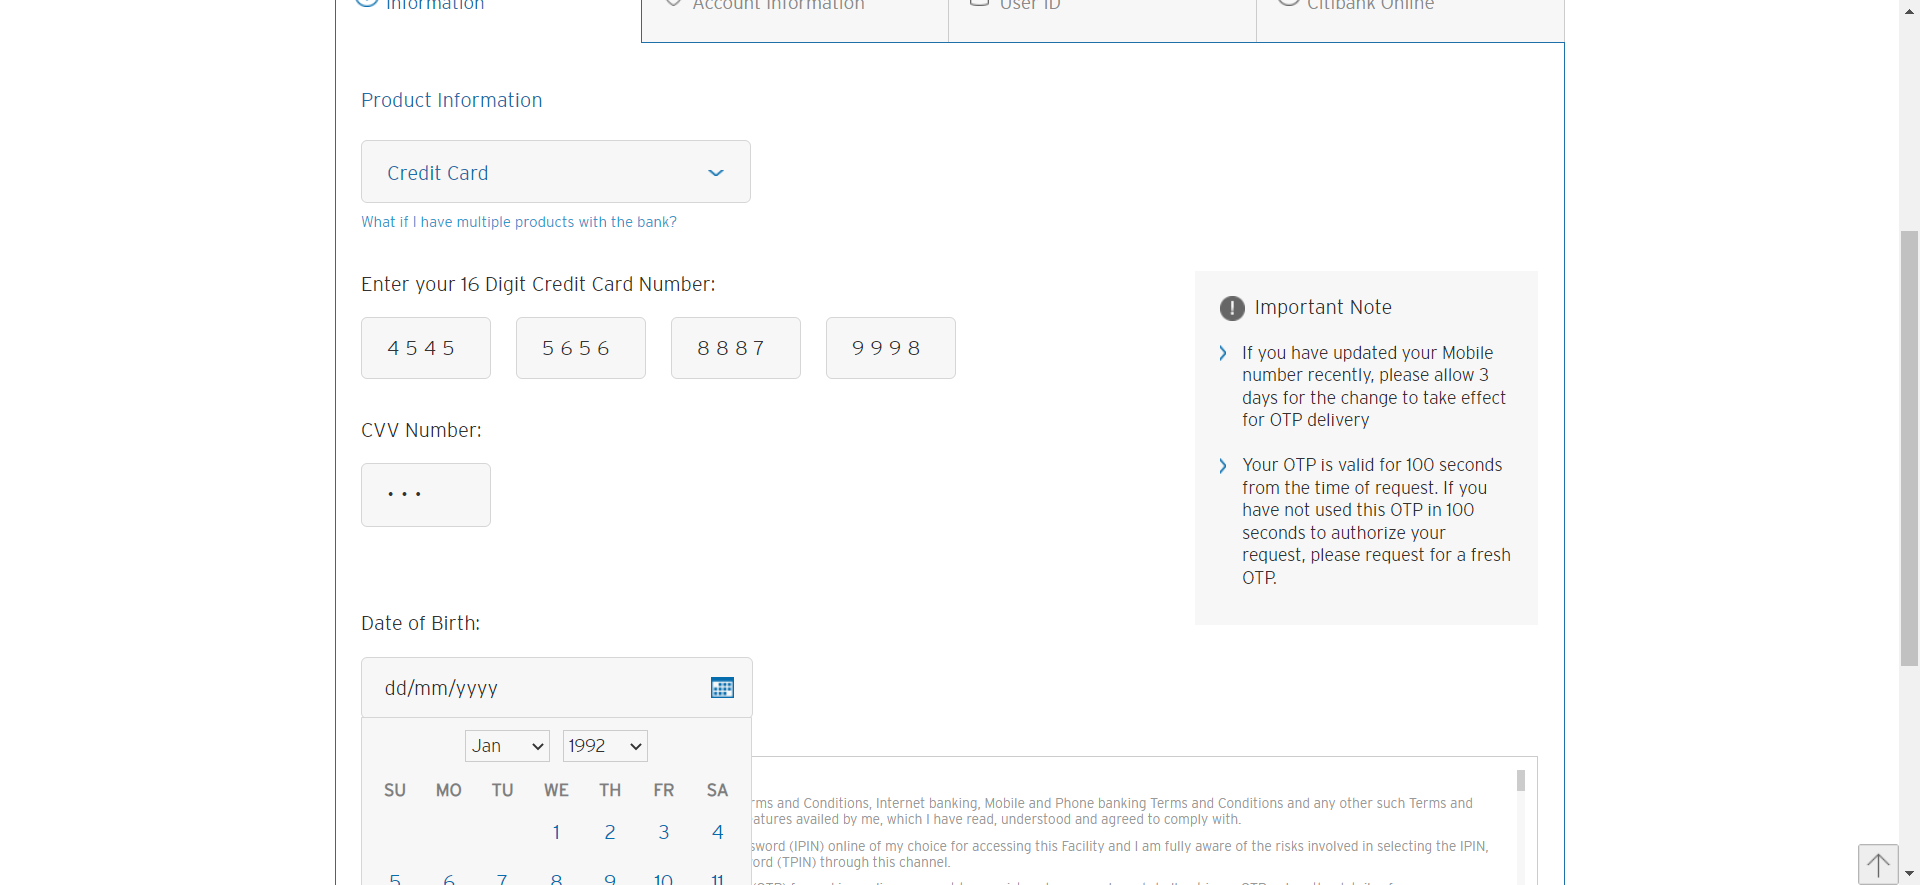 Information
Account Information
User ID
Citibank Online
Product Information
Credit Card
What if I have multiple products with the bank?
Enter your 16 Digit Credit Card Number:
4545 5656 8887 9998
CVV Number:
Date of Birth:
dd/mm/yyyy
Jan 1992
SU MO TU WE TH FR SA
1 2 3 4
5 6 7 8 9 10 11
Important Note
If you have updated your Mobile
number recently, please allow 3
days for the change to take effect
for OTP delivery
Your OTP is valid for 100 seconds
from the time of request. If you
have not used this OTP in 100
seconds to authorize your
request, please request for a fresh
OTP.
rms and Conditions, Internet banking, Mobile and Phone banking Terms and Conditions and any other such Terms and
atures availed by me, which I have read, understood and agreed to comply with.
sword (IPIN) online of my choice for accessing this Facility and I am fully aware of the risks involved in selecting the IPIN,
ord (TPIN) through this channel.